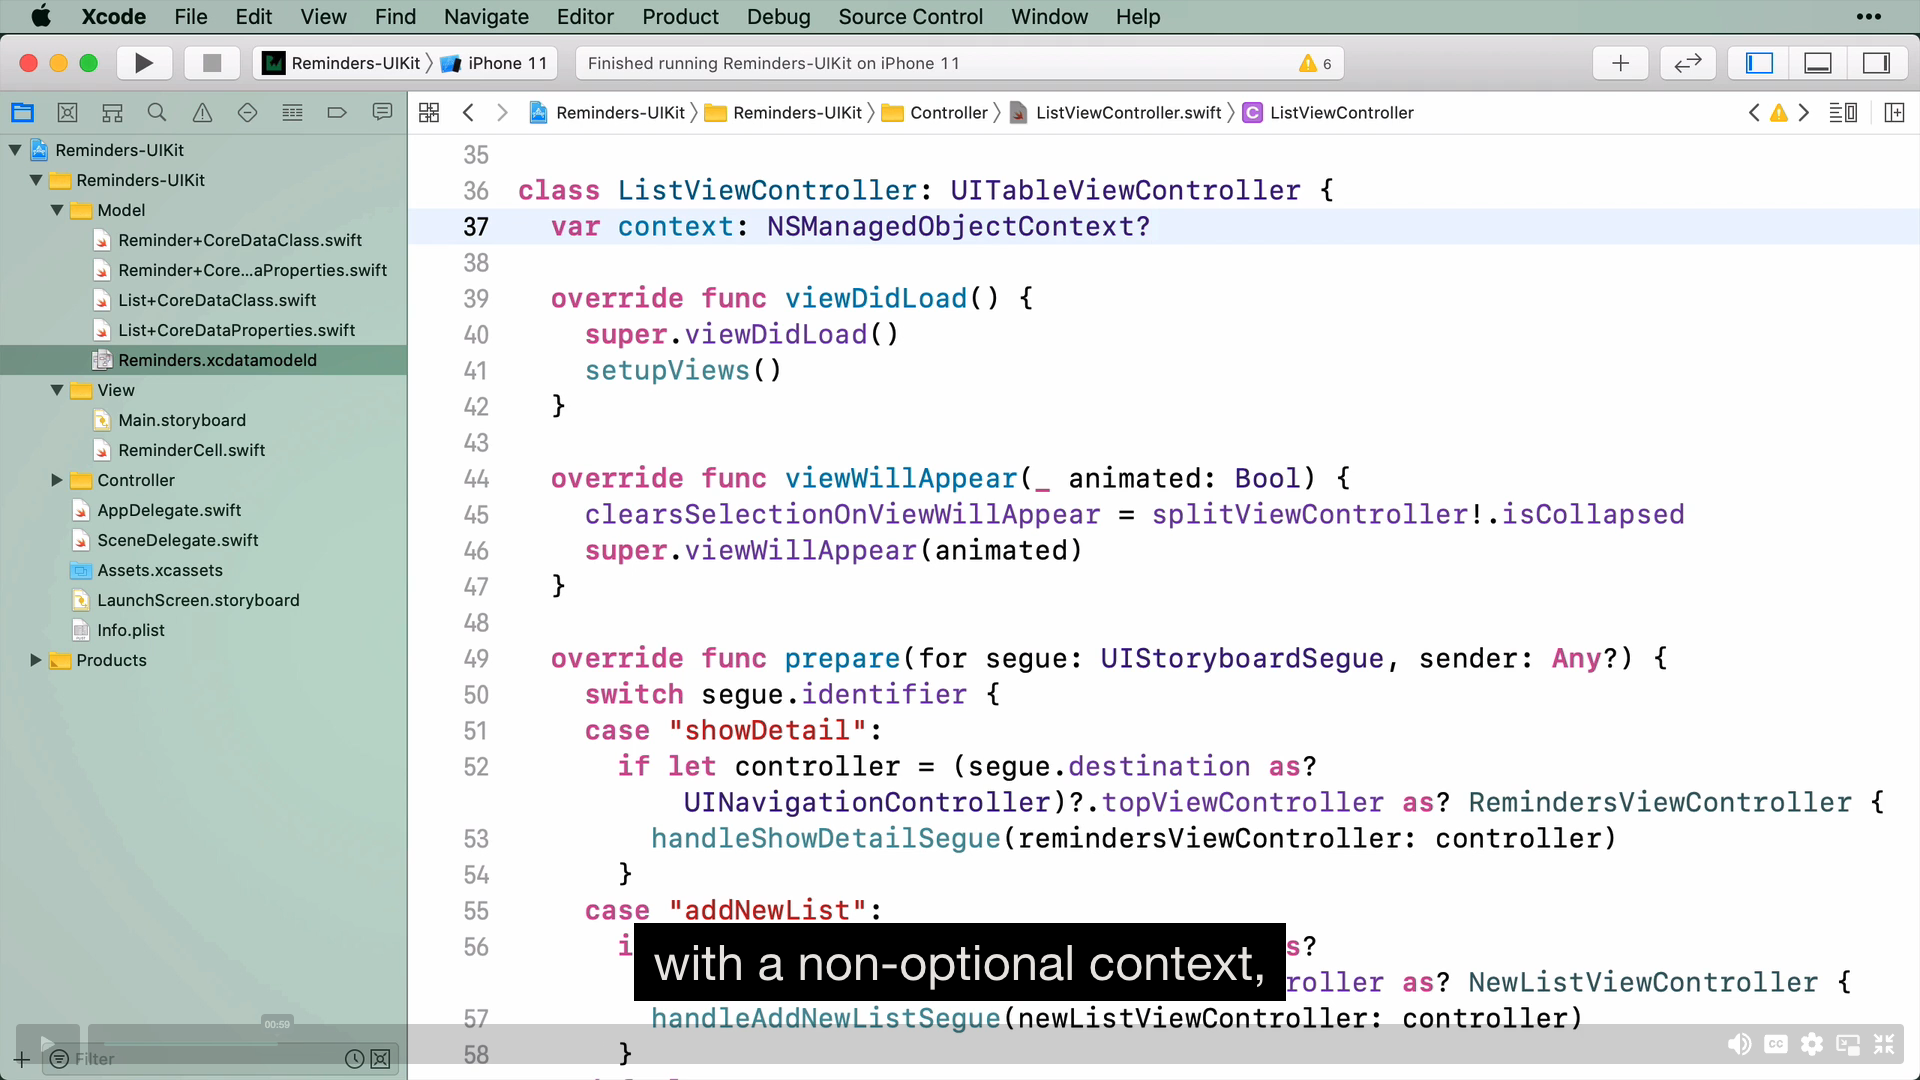 Xcode File Edit View Find Navigate Editor Product Debug Source Control Window Help •••
Reminders-UIKit iPhone 11 Finished running Reminders-UIKit on iPhone 11 6
Reminders-UIKit Reminders-UIKit Controller ListViewController.swift C ListViewController
Reminders-UIKit
Reminders-UIKit
Model
Reminder+CoreDataClass.swift
Reminder+Core...aProperties.swift
List+CoreDataClass.swift
List+CoreDataProperties.swift
Reminders.xcdatamodeld
View
Main.storyboard
ReminderCell.swift
Controller
AppDelegate.swift
SceneDelegate.swift
Assets.xcassets
LaunchScreen.storyboard
Info.plist
Products
35
36 class ListViewController: UITableViewController {
37 var context: NSManagedObjectContext?
38
39 override func viewDidLoad() {
40 super.viewDidLoad()
41 setupViews()
42 }
43
44 override func viewWillAppear(_ animated: Bool) {
45 clearsSelectionOnViewWillAppear = splitViewController!.isCollapsed
46 super.viewWillAppear(animated)
47 }
48
49 override func prepare(for segue: UIStoryboardSegue, sender: Any?) {
50 switch segue.identifier {
51 case "showDetail":
52 if let controller = (segue.destination as?
UINavigationController)?.topViewController as? RemindersViewController {
53 handleShowDetailSegue(remindersViewController: controller)
54 }
55 case "addNewList":
56
as? NewListViewController {
57 handleAddNewListSegue(newListViewController: controller)
58 }
with a non-optional context,
00:59
Filter
CC